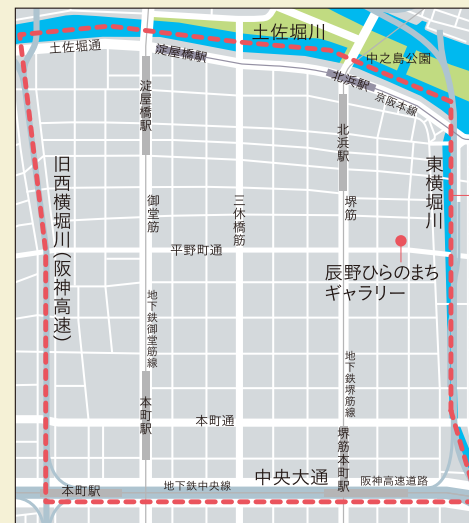 土佐堀川
土佐堀通
淀屋橋駅
中之島公園
北浜駅
京阪本線
淀屋橋駅
北浜駅
旧西横堀川(阪神高速)
御堂筋
三休橋筋
堺筋
東横堀川
平野町通
辰野ひらのまち
ギャラリー
地下鉄御堂筋線
地下鉄堺筋線
本町駅
本町通
堺筋本町駅
中央大通
本町駅
地下鉄中央線
阪神高速道路